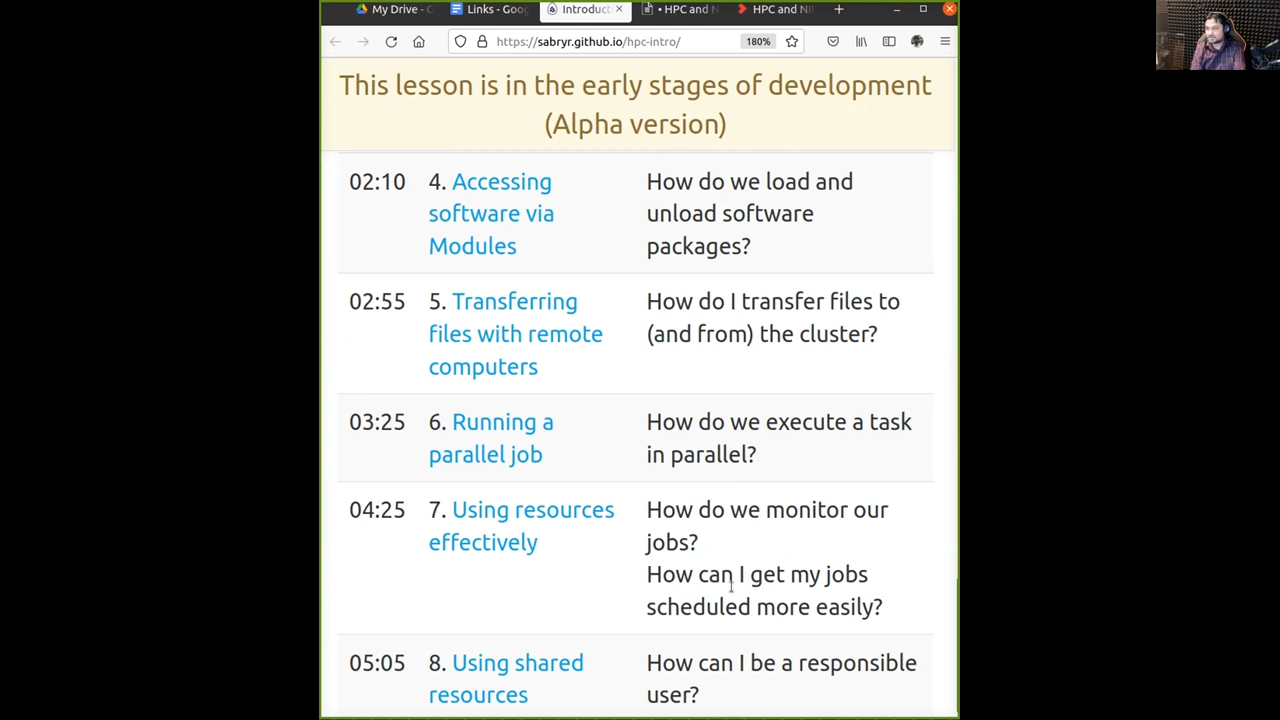 My Drive - G
Links - Goog
Introduct
• HPC and N
HPC and NI
https://sabryr.github.io/hpc-intro/
180%
This lesson is in the early stages of development
(Alpha version)
02:10
4. Accessing
software via
Modules
How do we load and
unload software
packages?
02:55
5. Transferring
files with remote
computers
How do I transfer files to
(and from) the cluster?
03:25
6. Running a
parallel job
How do we execute a task
in parallel?
04:25
7. Using resources
effectively
How do we monitor our
jobs?
How can I get my jobs
scheduled more easily?
05:05
8. Using shared
resources
How can I be a responsible
user?